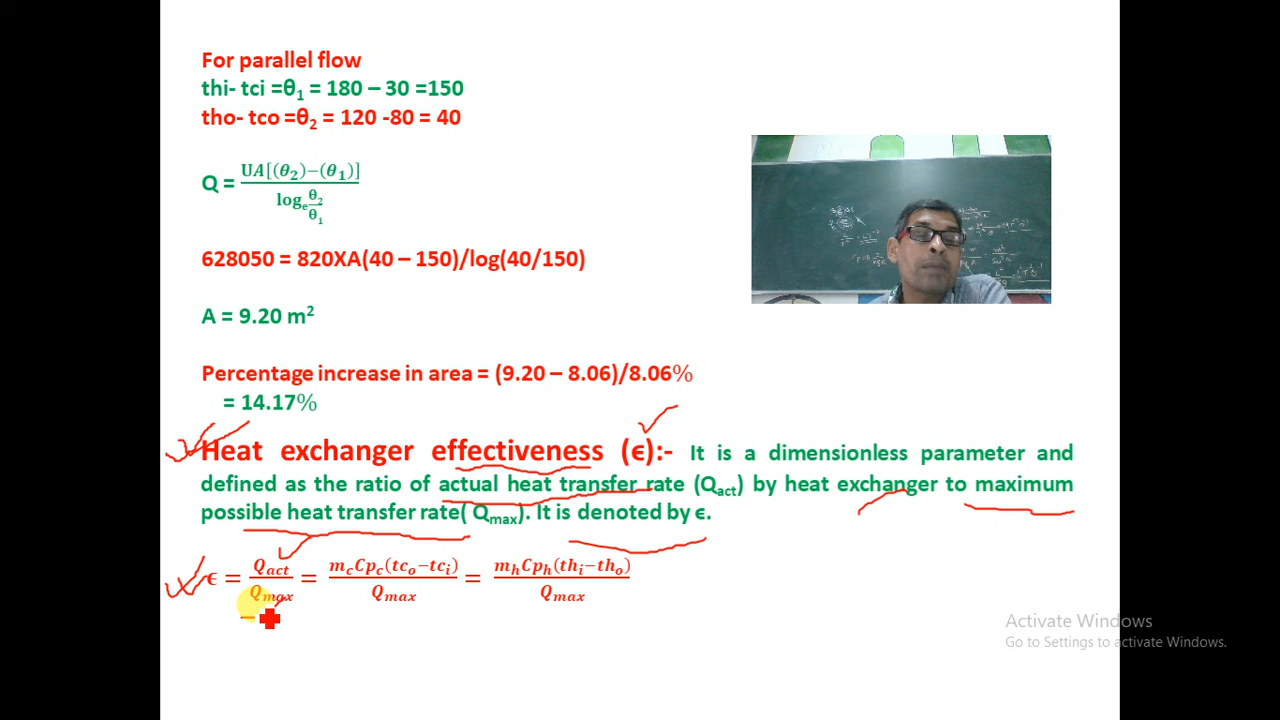 For parallel flow
thi- tci =θ₁ = 180 – 30 =150
tho- tco =θ₂ = 120 -80 = 40
Q = UA[(θ₂)−(θ₁)] / logₑ θ₂/θ₁
628050 = 820XA(40 – 150)/log(40/150)
A = 9.20 m²
Percentage increase in area = (9.20 – 8.06)/8.06%
= 14.17%
Heat exchanger effectiveness (ϵ):- It is a dimensionless parameter and
defined as the ratio of actual heat transfer rate (Qact) by heat exchanger to maximum
possible heat transfer rate( Qmax). It is denoted by ϵ.
ϵ = Qact/Qmax = mcCpc(tco−tci)/Qmax = mhCph(thi−tho)/Qmax
Activate Windows
Go to Settings to activate Windows.